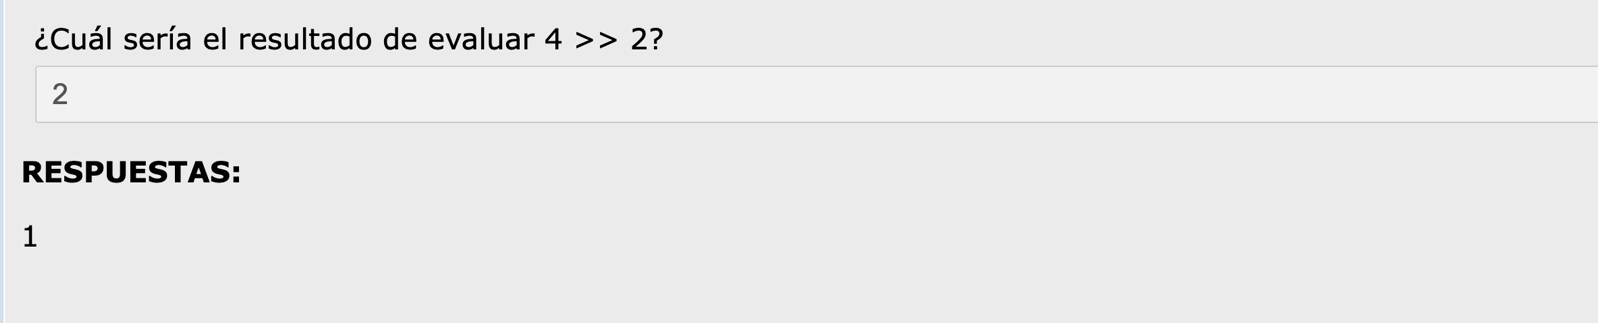 ¿Cuál sería el resultado de evaluar 4 >> 2?
2
RESPUESTAS:
1